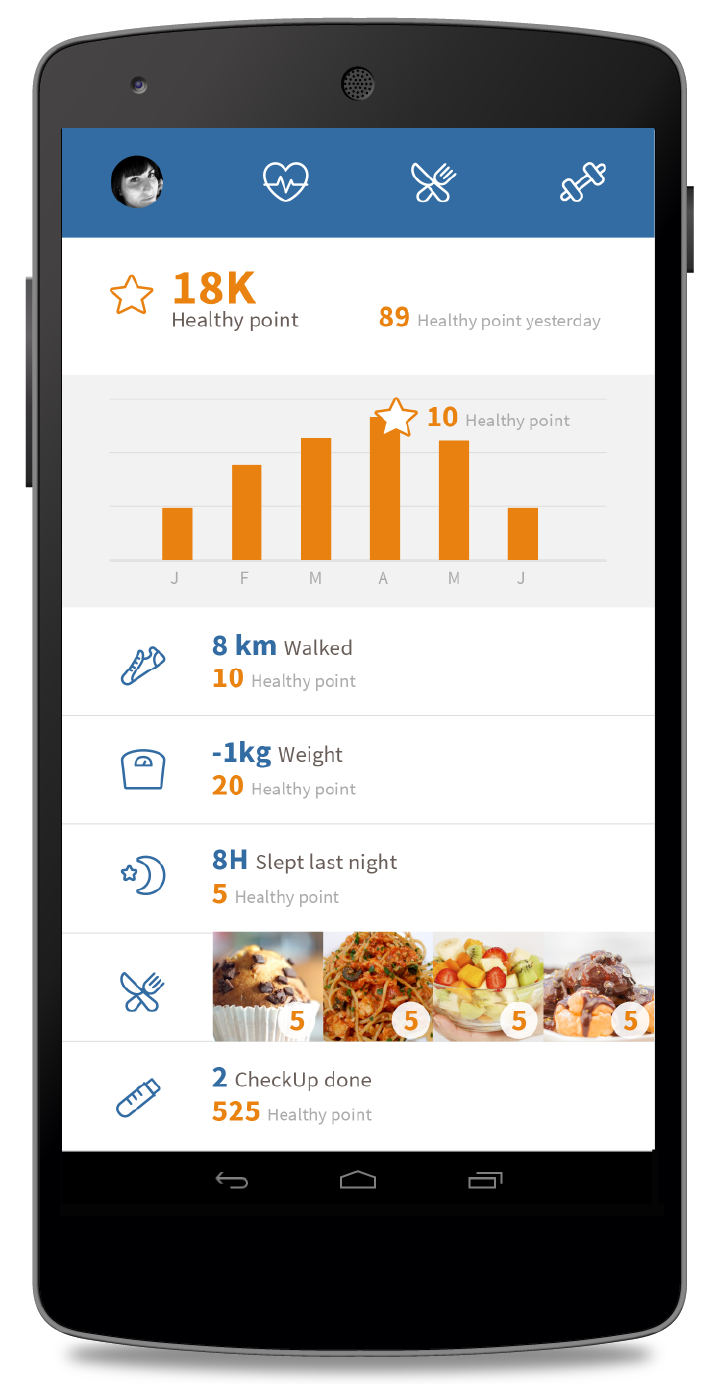 18K
Healthy point
89 Healthy point yesterday
10 Healthy point
J F M A M J
8 km Walked
10 Healthy point
-1kg Weight
20 Healthy point
8H Slept last night
5 Healthy point
5 5 5 5
2 CheckUp done
525 Healthy point